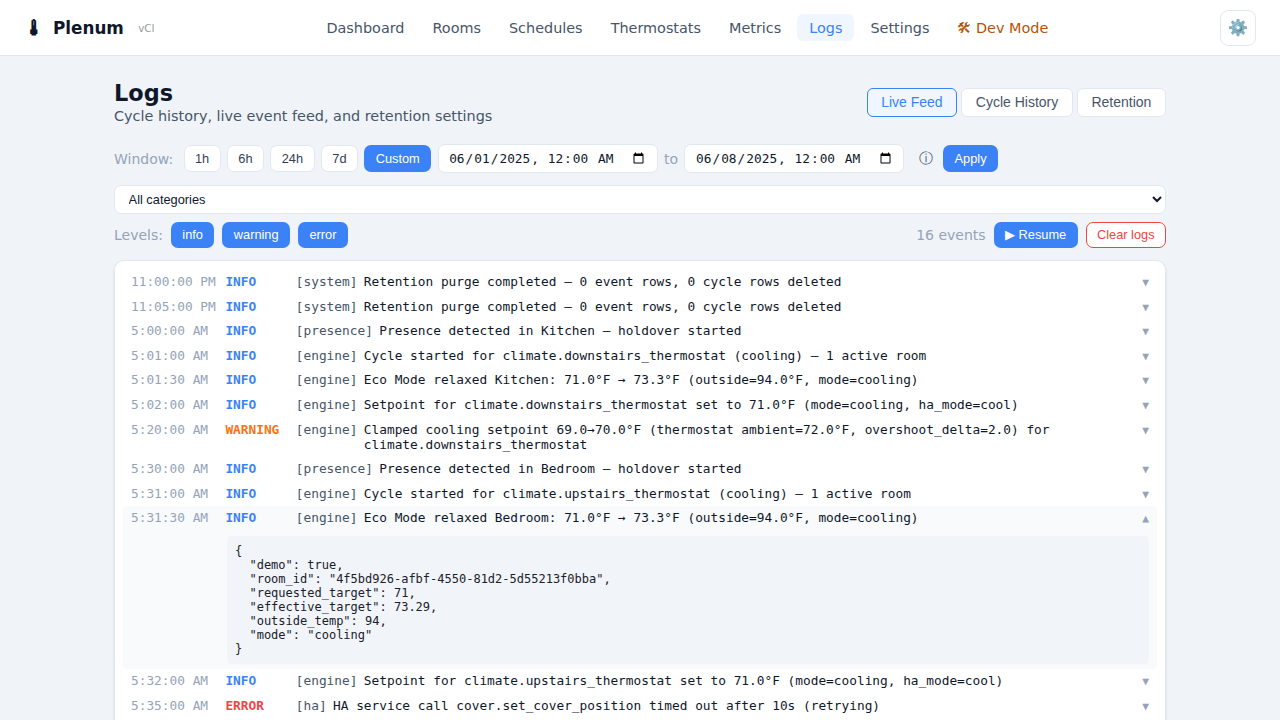 Plenum vCI Dashboard Rooms Schedules Thermostats Metrics Logs Settings 🛠 Dev Mode
Logs
Cycle history, live event feed, and retention settings
Live Feed Cycle History Retention
Window: 1h 6h 24h 7d Custom 06/01/2025, 12:00 AM to 06/08/2025, 12:00 AM ⓘ Apply
All categories
Levels: info warning error 16 events ▶ Resume Clear logs
11:00:00 PM INFO [system] Retention purge completed — 0 event rows, 0 cycle rows deleted ▼
11:05:00 PM INFO [system] Retention purge completed — 0 event rows, 0 cycle rows deleted ▼
5:00:00 AM INFO [presence] Presence detected in Kitchen — holdover started ▼
5:01:00 AM INFO [engine] Cycle started for climate.downstairs_thermostat (cooling) — 1 active room ▼
5:01:30 AM INFO [engine] Eco Mode relaxed Kitchen: 71.0°F → 73.3°F (outside=94.0°F, mode=cooling) ▼
5:02:00 AM INFO [engine] Setpoint for climate.downstairs_thermostat set to 71.0°F (mode=cooling, ha_mode=cool) ▼
5:20:00 AM WARNING [engine] Clamped cooling setpoint 69.0→70.0°F (thermostat ambient=72.0°F, overshoot_delta=2.0) for ▼
climate.downstairs_thermostat
5:30:00 AM INFO [presence] Presence detected in Bedroom — holdover started ▼
5:31:00 AM INFO [engine] Cycle started for climate.upstairs_thermostat (cooling) — 1 active room ▼
5:31:30 AM INFO [engine] Eco Mode relaxed Bedroom: 71.0°F → 73.3°F (outside=94.0°F, mode=cooling) ▲
{
  "demo": true,
  "room_id": "4f5bd926-afbf-4550-81d2-5d55213f0bba",
  "requested_target": 71,
  "effective_target": 73.29,
  "outside_temp": 94,
  "mode": "cooling"
}
5:32:00 AM INFO [engine] Setpoint for climate.upstairs_thermostat set to 71.0°F (mode=cooling, ha_mode=cool) ▼
5:35:00 AM ERROR [ha] HA service call cover.set_cover_position timed out after 10s (retrying) ▼